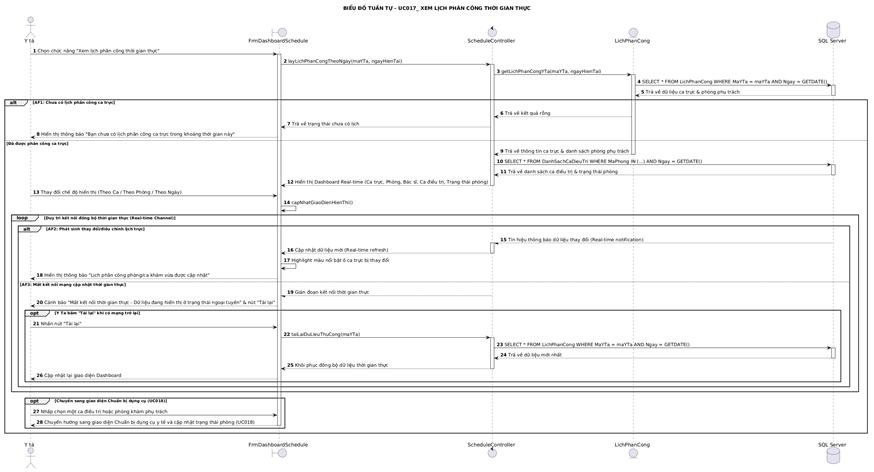 BIỂU ĐỒ TUẦN TỰ - UC017_ XEM LỊCH PHÂN CÔNG THỜI GIAN THỰC
Y tá
FrmDashboardSchedule
ScheduleController
LichPhanCong
SQL Server
1 Chọn chức năng "Xem lịch phân công thời gian thực"
2 layLichPhanCongTheoNgay(maYTa, ngayHienTai)
3 getLichPhanCongYTa(maYTa, ngayHienTai)
4 SELECT * FROM LichPhanCong WHERE MaYTa = maYTa AND Ngay = GETDATE()
5 Trả về dữ liệu ca trực & phòng phụ trách
alt [AF1: Chưa có lịch phân công ca trực]
6 Trả về kết quả rỗng
7 Trả về trạng thái chưa có lịch
8 Hiển thị thông báo "Bạn chưa có lịch phân công ca trực trong khoảng thời gian này"
[Đã được phân công ca trực]
9 Trả về thông tin ca trực & danh sách phòng phụ trách
10 SELECT * FROM DanhSachCaDieuTri WHERE MaPhong IN (...) AND Ngay = GETDATE()
11 Trả về danh sách ca điều trị & trạng thái phòng
12 Hiển thị Dashboard Real-time (Ca trực, Phòng, Bác sĩ, Ca điều trị, Trạng thái phòng)
13 Thay đổi chế độ hiển thị (Theo Ca / Theo Phòng / Theo Ngày)
14 capNhatGiaoDienHienThi()
loop [Duy trì kết nối đồng bộ thời gian thực (Real-time Channel)]
alt [AF2: Phát sinh thay đổi/điều chỉnh lịch trực]
15 Tín hiệu thông báo dữ liệu thay đổi (Real-time notification)
16 Cập nhật dữ liệu mới (Real-time refresh)
17 Highlight màu nổi bật ô ca trực bị thay đổi
18 Hiển thị thông báo "Lịch phân công phòng/ca khám vừa được cập nhật"
[AF3: Mất kết nối mạng cập nhật thời gian thực]
19 Gián đoạn kết nối thời gian thực
20 Cảnh báo "Mất kết nối thời gian thực - Dữ liệu đang hiển thị ở trạng thái ngoại tuyến" & nút "Tải lại"
opt [Y Tá bấm "Tải lại" khi có mạng trở lại]
21 Nhấn nút "Tải lại"
22 taiLaiDuLieuThuCong(maYTa)
23 SELECT * FROM LichPhanCong WHERE MaYTa = maYTa AND Ngay = GETDATE()
24 Trả về dữ liệu mới nhất
25 Khôi phục đồng bộ dữ liệu thời gian thực
26 Cập nhật lại giao diện Dashboard
opt [Chuyển sang giao diện Chuẩn bị dụng cụ (UC018)]
27 Nhấp chọn một ca điều trị hoặc phòng khám phụ trách
28 Chuyển hướng sang giao diện Chuẩn bị dụng cụ y tế và cập nhật trạng thái phòng (UC018)
Y tá
FrmDashboardSchedule
ScheduleController
LichPhanCong
SQL Server